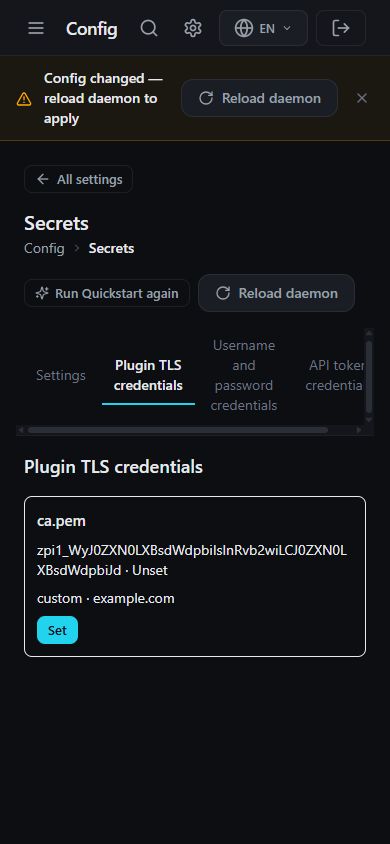 Config
EN
Config changed —
reload daemon to
apply
Reload daemon
All settings
Secrets
Config > Secrets
Run Quickstart again
Reload daemon
Settings
Plugin TLS
credentials
Username
and
password
credentials
API token
credentia
Plugin TLS credentials
ca.pem
zpi1_WyJ0ZXN0LXBsdWdpbiIsInRvb2wiLCJ0ZXN0L
XBsdWdpbiJd · Unset
custom · example.com
Set